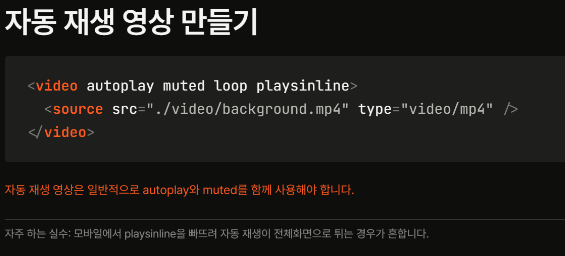 자동 재생 영상 만들기
<video autoplay muted loop playsinline>
<source src="./video/background.mp4" type="video/mp4" />
</video>
자동 재생 영상은 일반적으로 autoplay와 muted를 함께 사용해야 합니다.
자주 하는 실수: 모바일에서 playsinline을 빠뜨려 자동 재생이 전체화면으로 튀는 경우가 흔합니다.